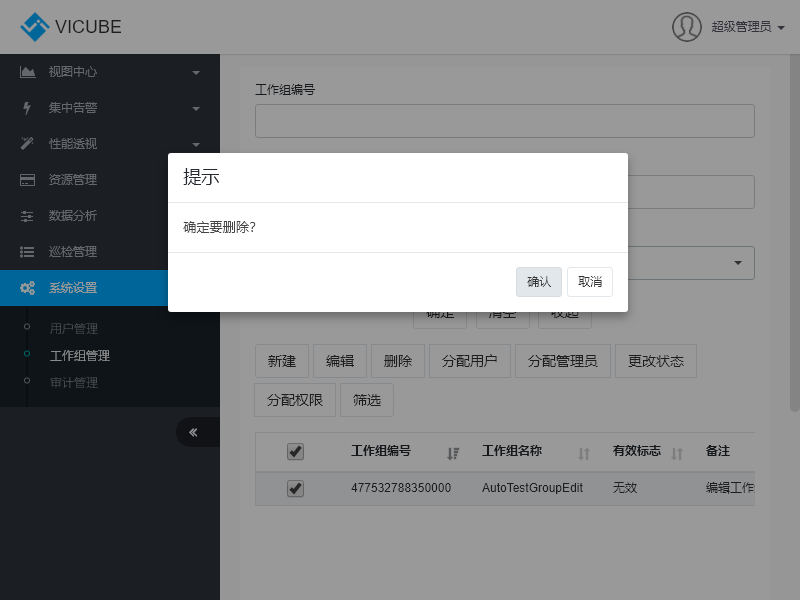 VICUBE
超级管理员
视图中心
集中告警
性能透视
资源管理
数据分析
巡检管理
系统设置
用户管理
工作组管理
审计管理
工作组编号
提示
确定要删除?
确认 取消
确定 清空 收起
新建 编辑 删除 分配用户 分配管理员 更改状态
分配权限 筛选
工作组编号 工作组名称 有效标志 备注
477532788350000 AutoTestGroupEdit 无效 编辑工作